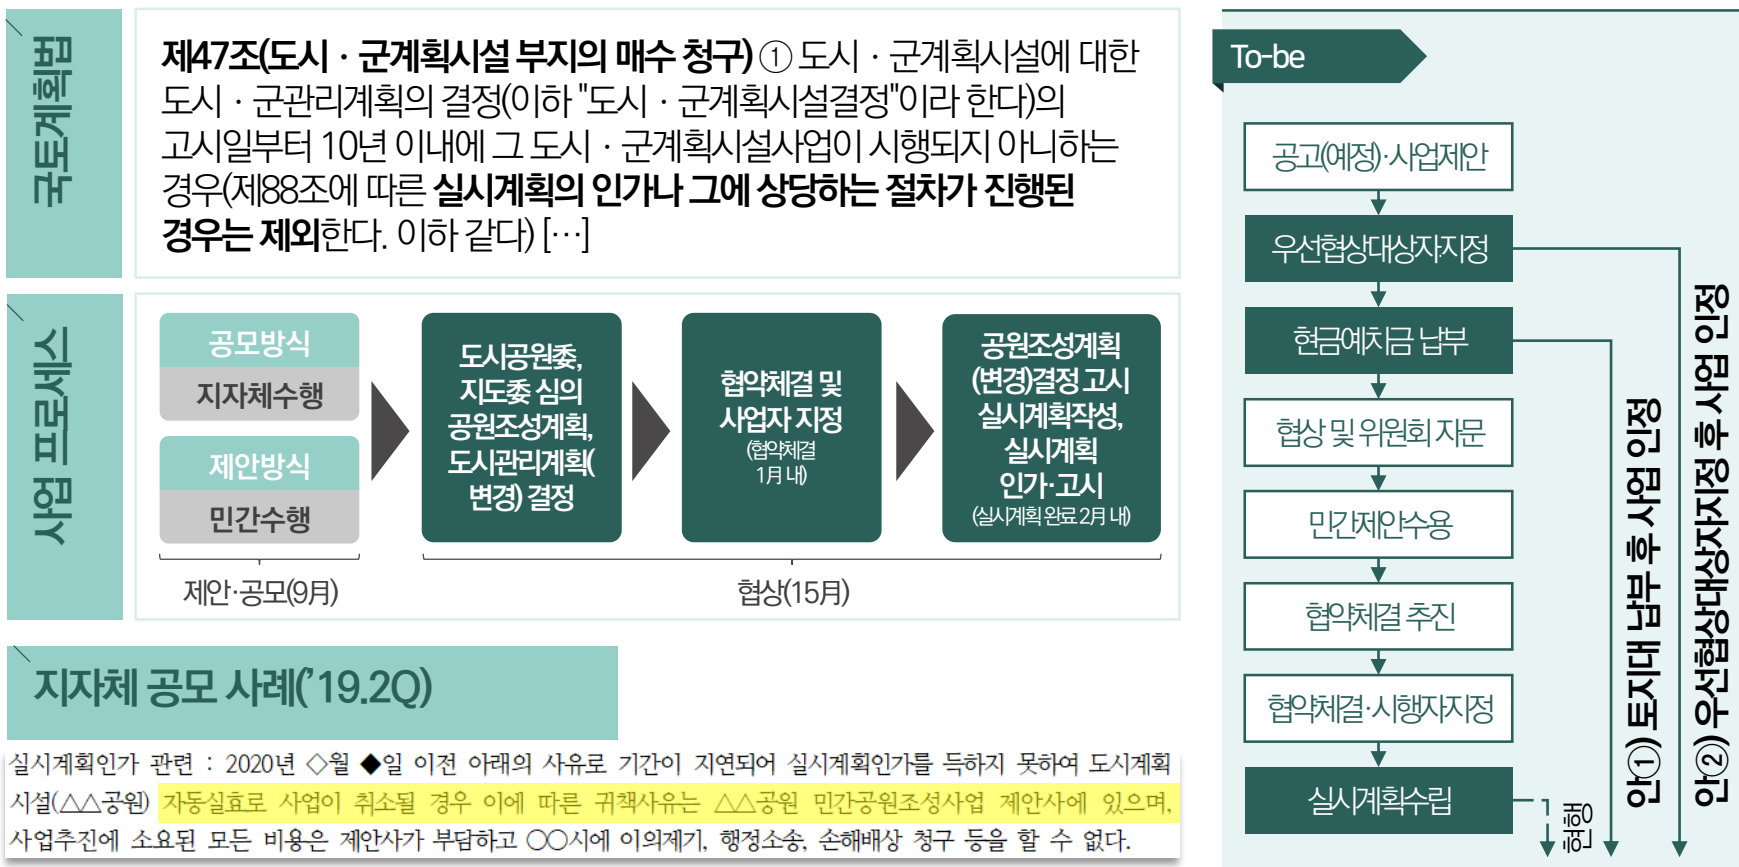 국토계획법
제47조(도시 · 군계획시설 부지의 매수 청구) ① 도시 · 군계획시설에 대한
도시 · 군관리계획의 결정(이하 "도시 · 군계획시설결정"이라 한다)의
고시일부터 10년 이내에 그 도시 · 군계획시설사업이 시행되지 아니하는
경우(제88조에 따른 실시계획의 인가나 그에 상당하는 절차가 진행된
경우는 제외한다. 이하 같다) […]
사업 프로세스
공모방식
지자체수행
제안방식
민간수행
도시공원委,
지도委 심의
공원조성계획,
도시관리계획(
변경) 결정
협약체결 및
사업자 지정
(협약체결
1月 내)
공원조성계획
(변경)결정 고시
실시계획작성,
실시계획
인가·고시
(실시계획 완료 2月 내)
제안·공모(9月)
협상(15月)
지자체 공모 사례('19.2Q)
실시계획인가 관련 : 2020년 ◇월 ◆일 이전 아래의 사유로 기간이 지연되어 실시계획인가를 득하지 못하여 도시계획
시설(△△공원) 자동실효로 사업이 취소될 경우 이에 따른 귀책사유는 △△공원 민간공원조성사업 제안사에 있으며,
사업추진에 소요된 모든 비용은 제안사가 부담하고 ○○시에 이의제기, 행정소송, 손해배상 청구 등을 할 수 없다.
To-be
공고(예정)·사업제안
우선협상대상자지정
현금예치금 납부
협상 및 위원회 자문
민간제안수용
협약체결 추진
협약체결·시행자지정
실시계획수립
현행
안①) 토지대 납부 후 사업 인정
안②) 우선협상대상자지정 후 사업 인정